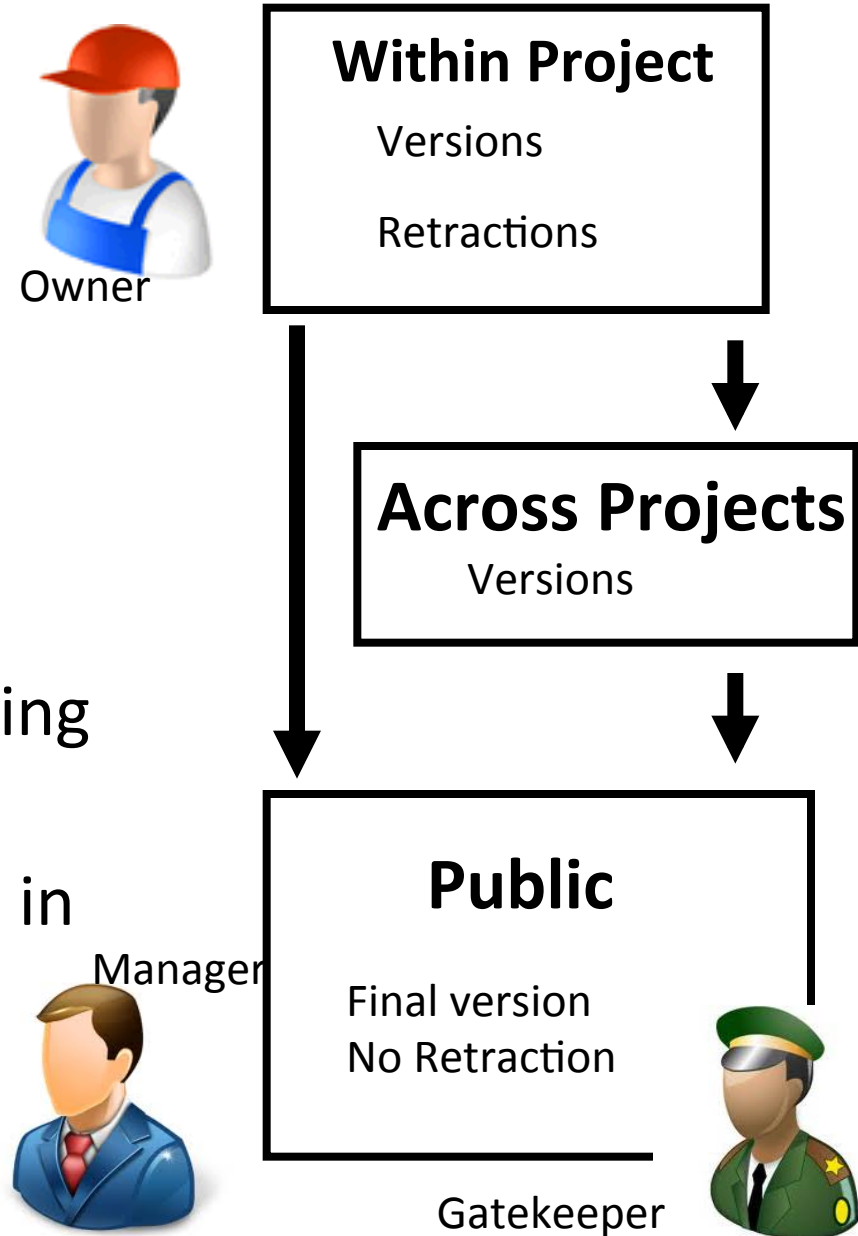 Within Project
Versions
Retractions
Owner
Across Projects
Versions
ing
Public
in
Manager
Final version
No Retraction
Gatekeeper